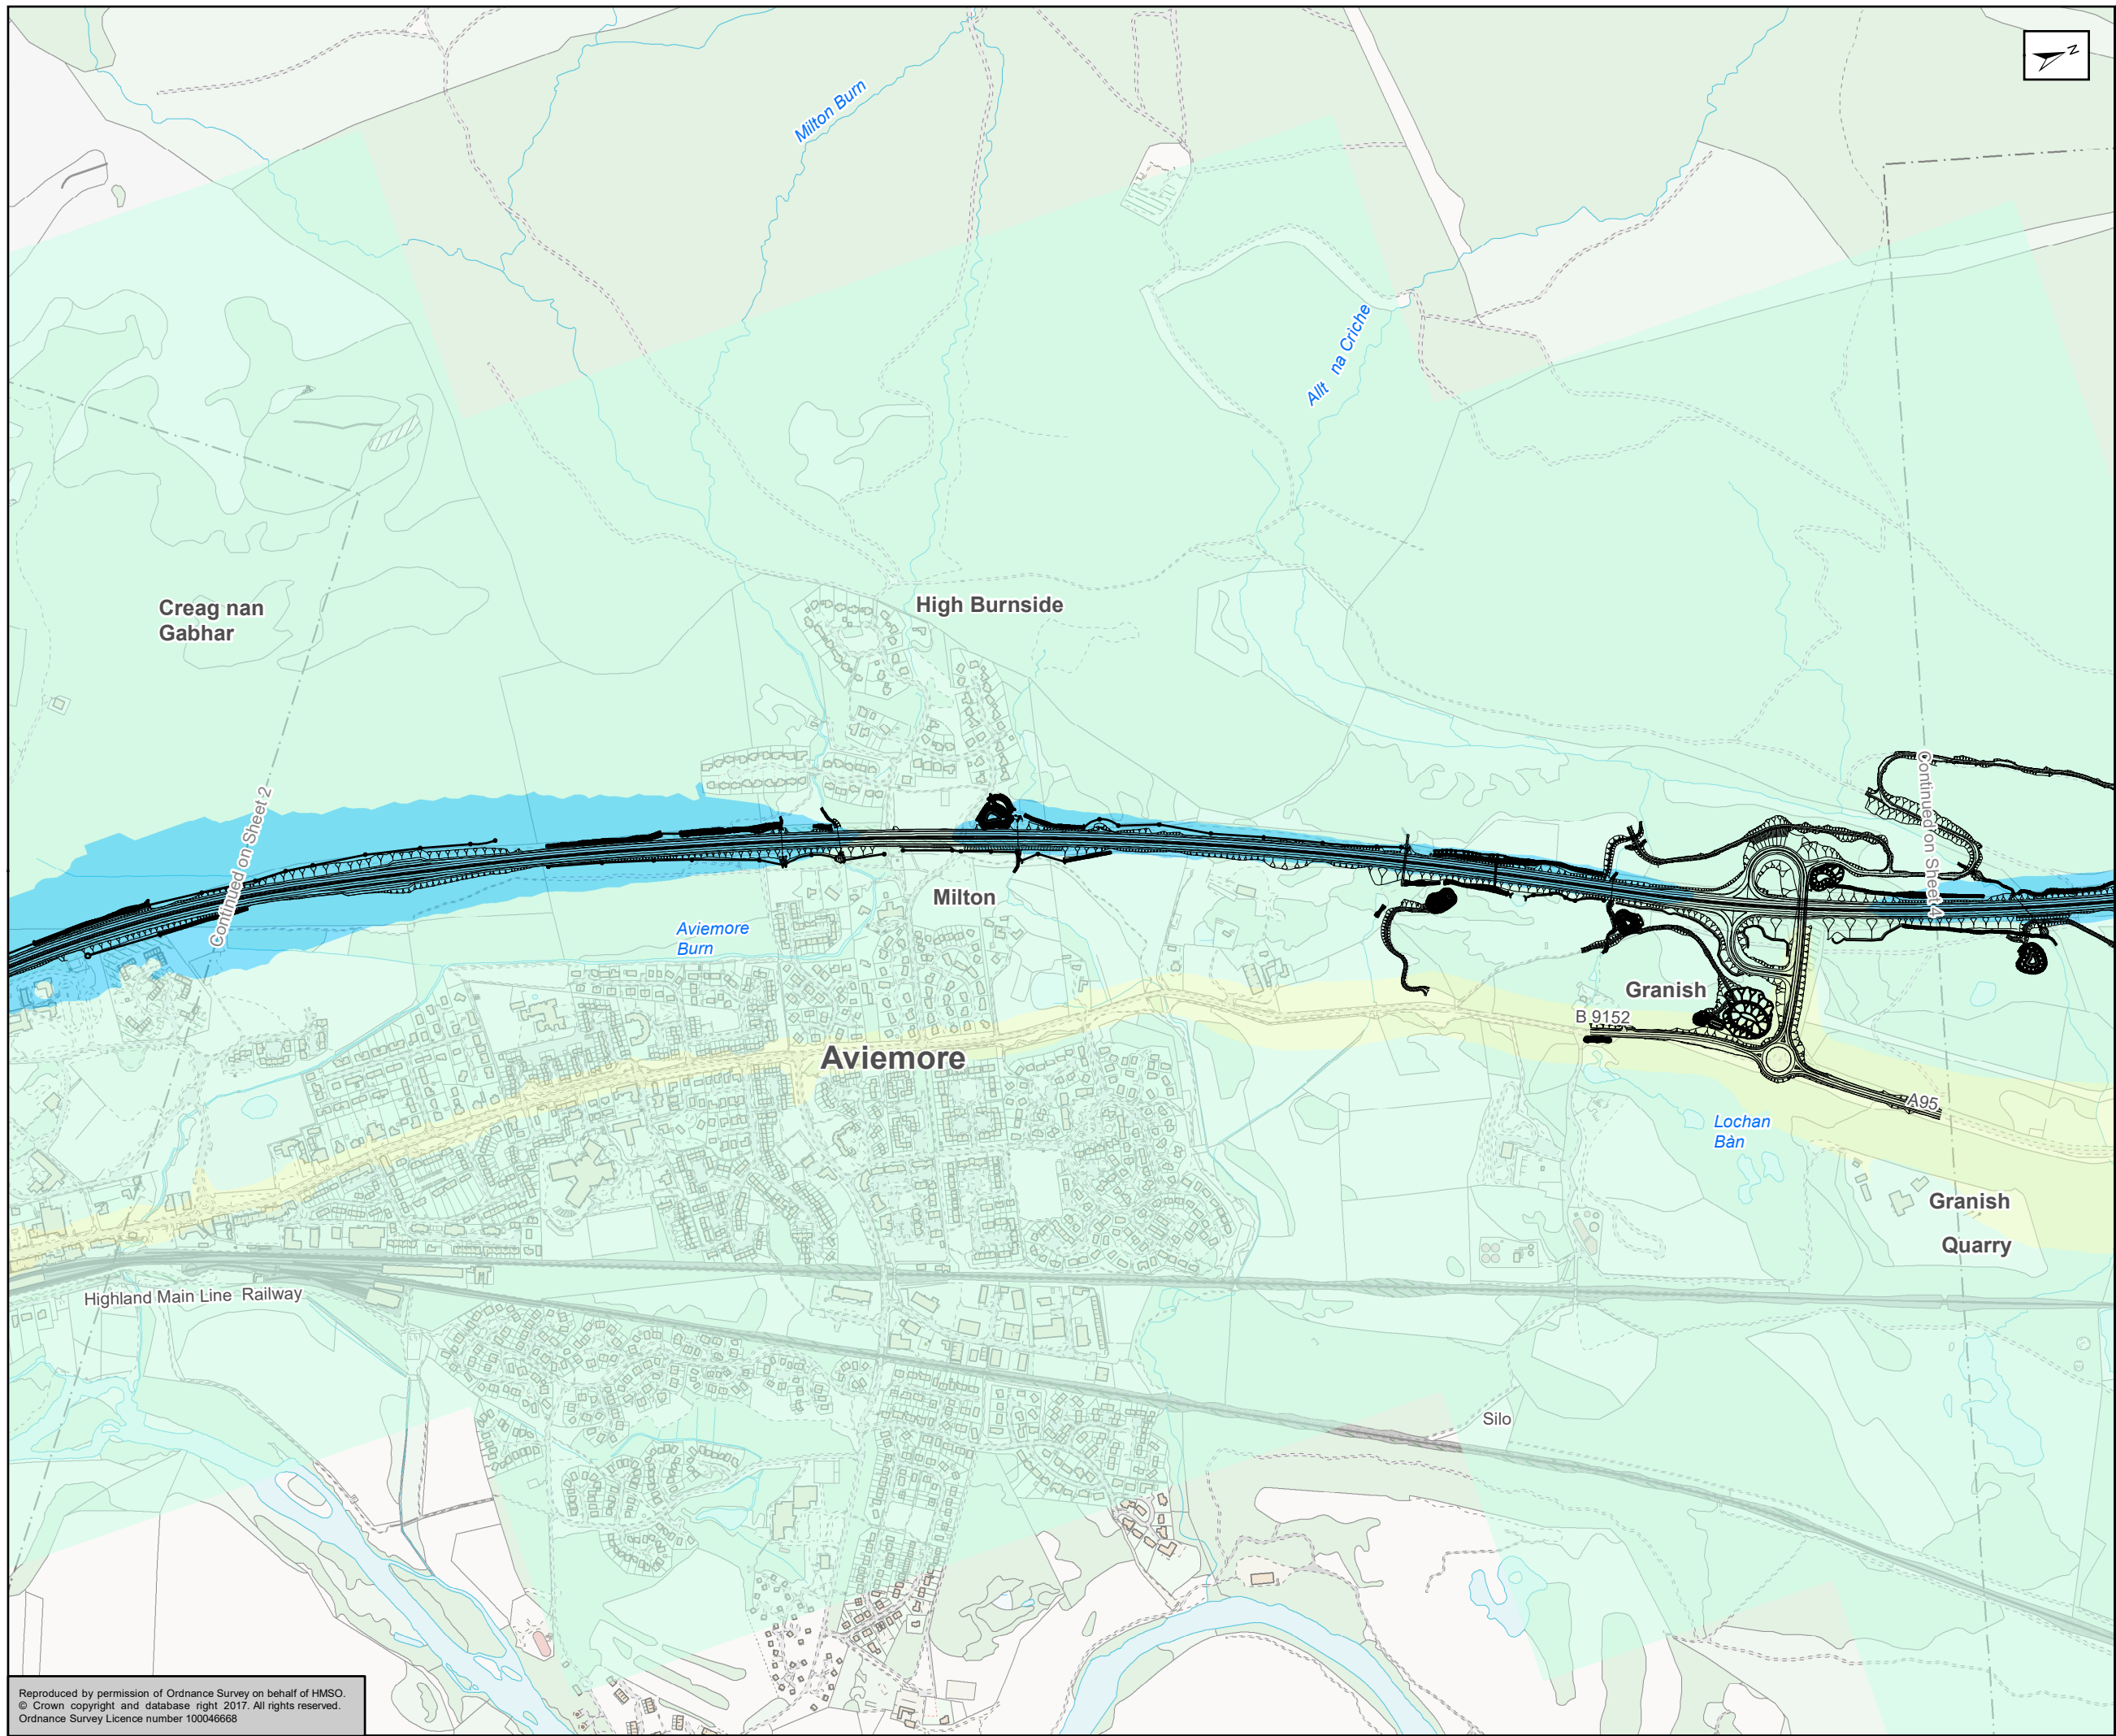 N
Milton Burn
Allt na Crìche
Creag nan
Gabhar
High Burnside
Continued on Sheet 2
Continued on Sheet 4
Milton
Aviemore
Burn
Granish
B 9152
Aviemore
A95
Lochan
Bàn
Granish
Quarry
Highland Main Line Railway
Silo
Reproduced by permission of Ordnance Survey on behalf of HMSO.
© Crown copyright and database right 2017. All rights reserved.
Ordnance Survey Licence number 100046668